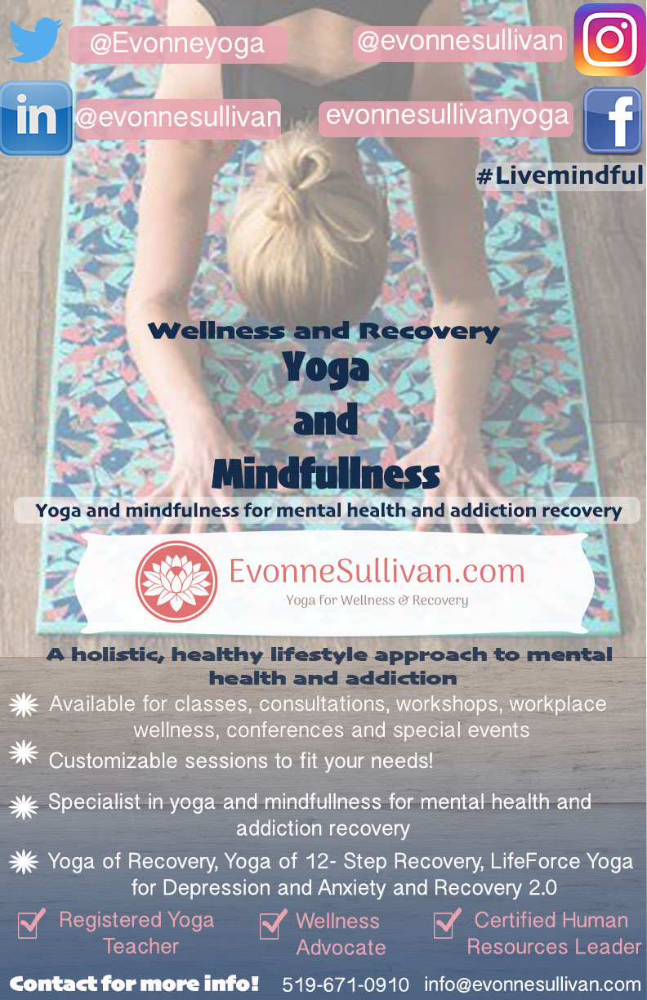 @Evonneyoga
@evonnesullivan
in
@evonnesullivan
evonnesullivanyoga
f
#Livemindful
Wellness and Recovery
Yoga
and
Mindfullness
Yoga and mindfulness for mental health and addiction recovery
EvonneSullivan.com
Yoga for Wellness & Recovery
A holistic, healthy lifestyle approach to mental
health and addiction
Available for classes, consultations, workshops, workplace
wellness, conferences and special events
Customizable sessions to fit your needs!
Specialist in yoga and mindfullness for mental health and
addiction recovery
Yoga of Recovery, Yoga of 12- Step Recovery, LifeForce Yoga
for Depression and Anxiety and Recovery 2.0
Registered Yoga
Teacher
Wellness
Advocate
Certified Human
Resources Leader
Contact for more info!
519-671-0910
info@evonnesullivan.com